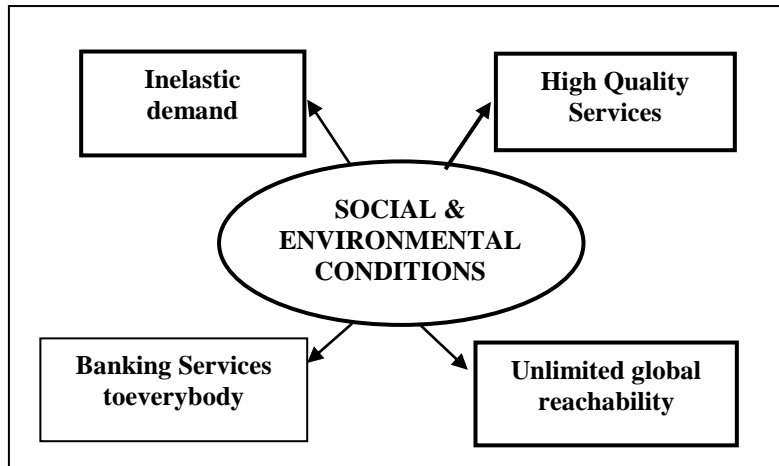 Inelastic
demand
High Quality
Services
SOCIAL &
ENVIRONMENTAL
CONDITIONS
Banking Services
toeverybody
Unlimited global
reachability